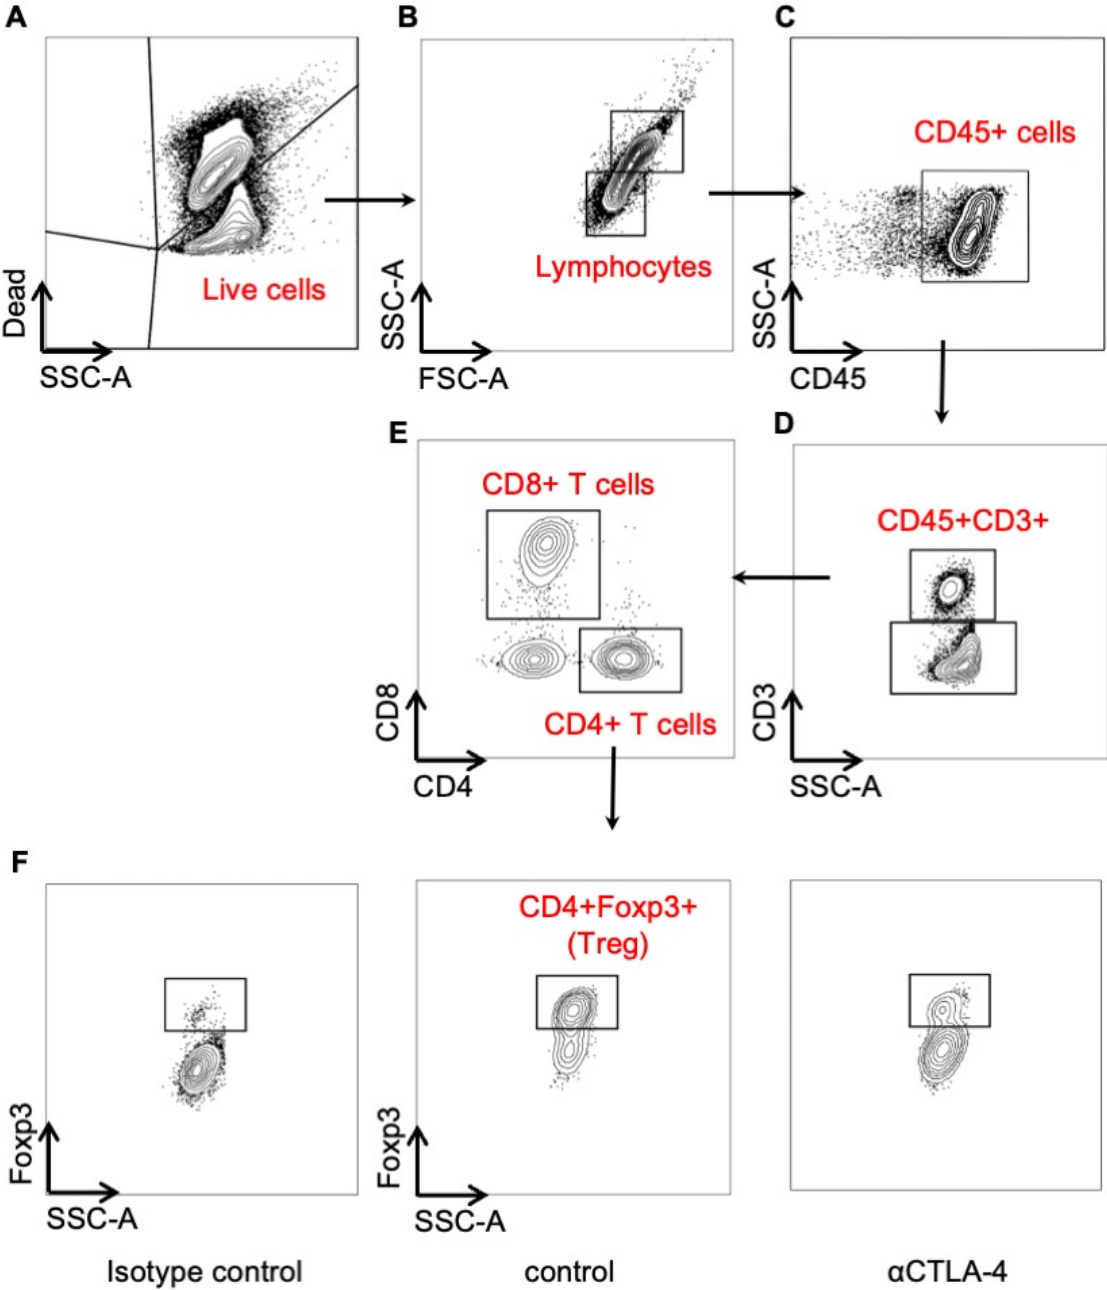 A
B
C
Dead
Live cells
SSC-A
SSC-A
Lymphocytes
FSC-A
SSC-A
CD45+ cells
CD45
E
D
CD8
CD8+ T cells
CD4+ T cells
CD4
CD3
CD45+CD3+
SSC-A
F
Foxp3
SSC-A
Isotype control
Foxp3
CD4+Foxp3+
(Treg)
SSC-A
control
αCTLA-4